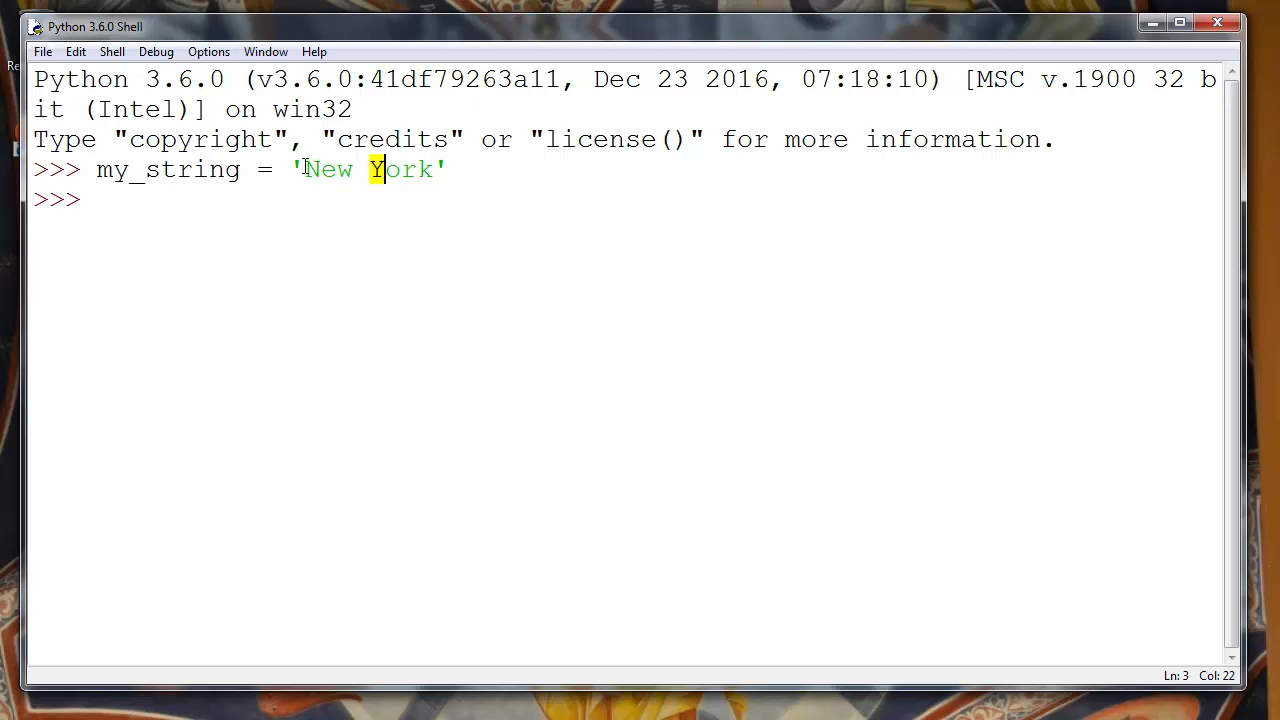 Python 3.6.0 Shell
File Edit Shell Debug Options Window Help
Re
Python 3.6.0 (v3.6.0:41df79263a11, Dec 23 2016, 07:18:10) [MSC v.1900 32 b
it (Intel)] on win32
Type "copyright", "credits" or "license()" for more information.
>>> my_string = 'New York'
>>>
Ln: 3 Col: 22